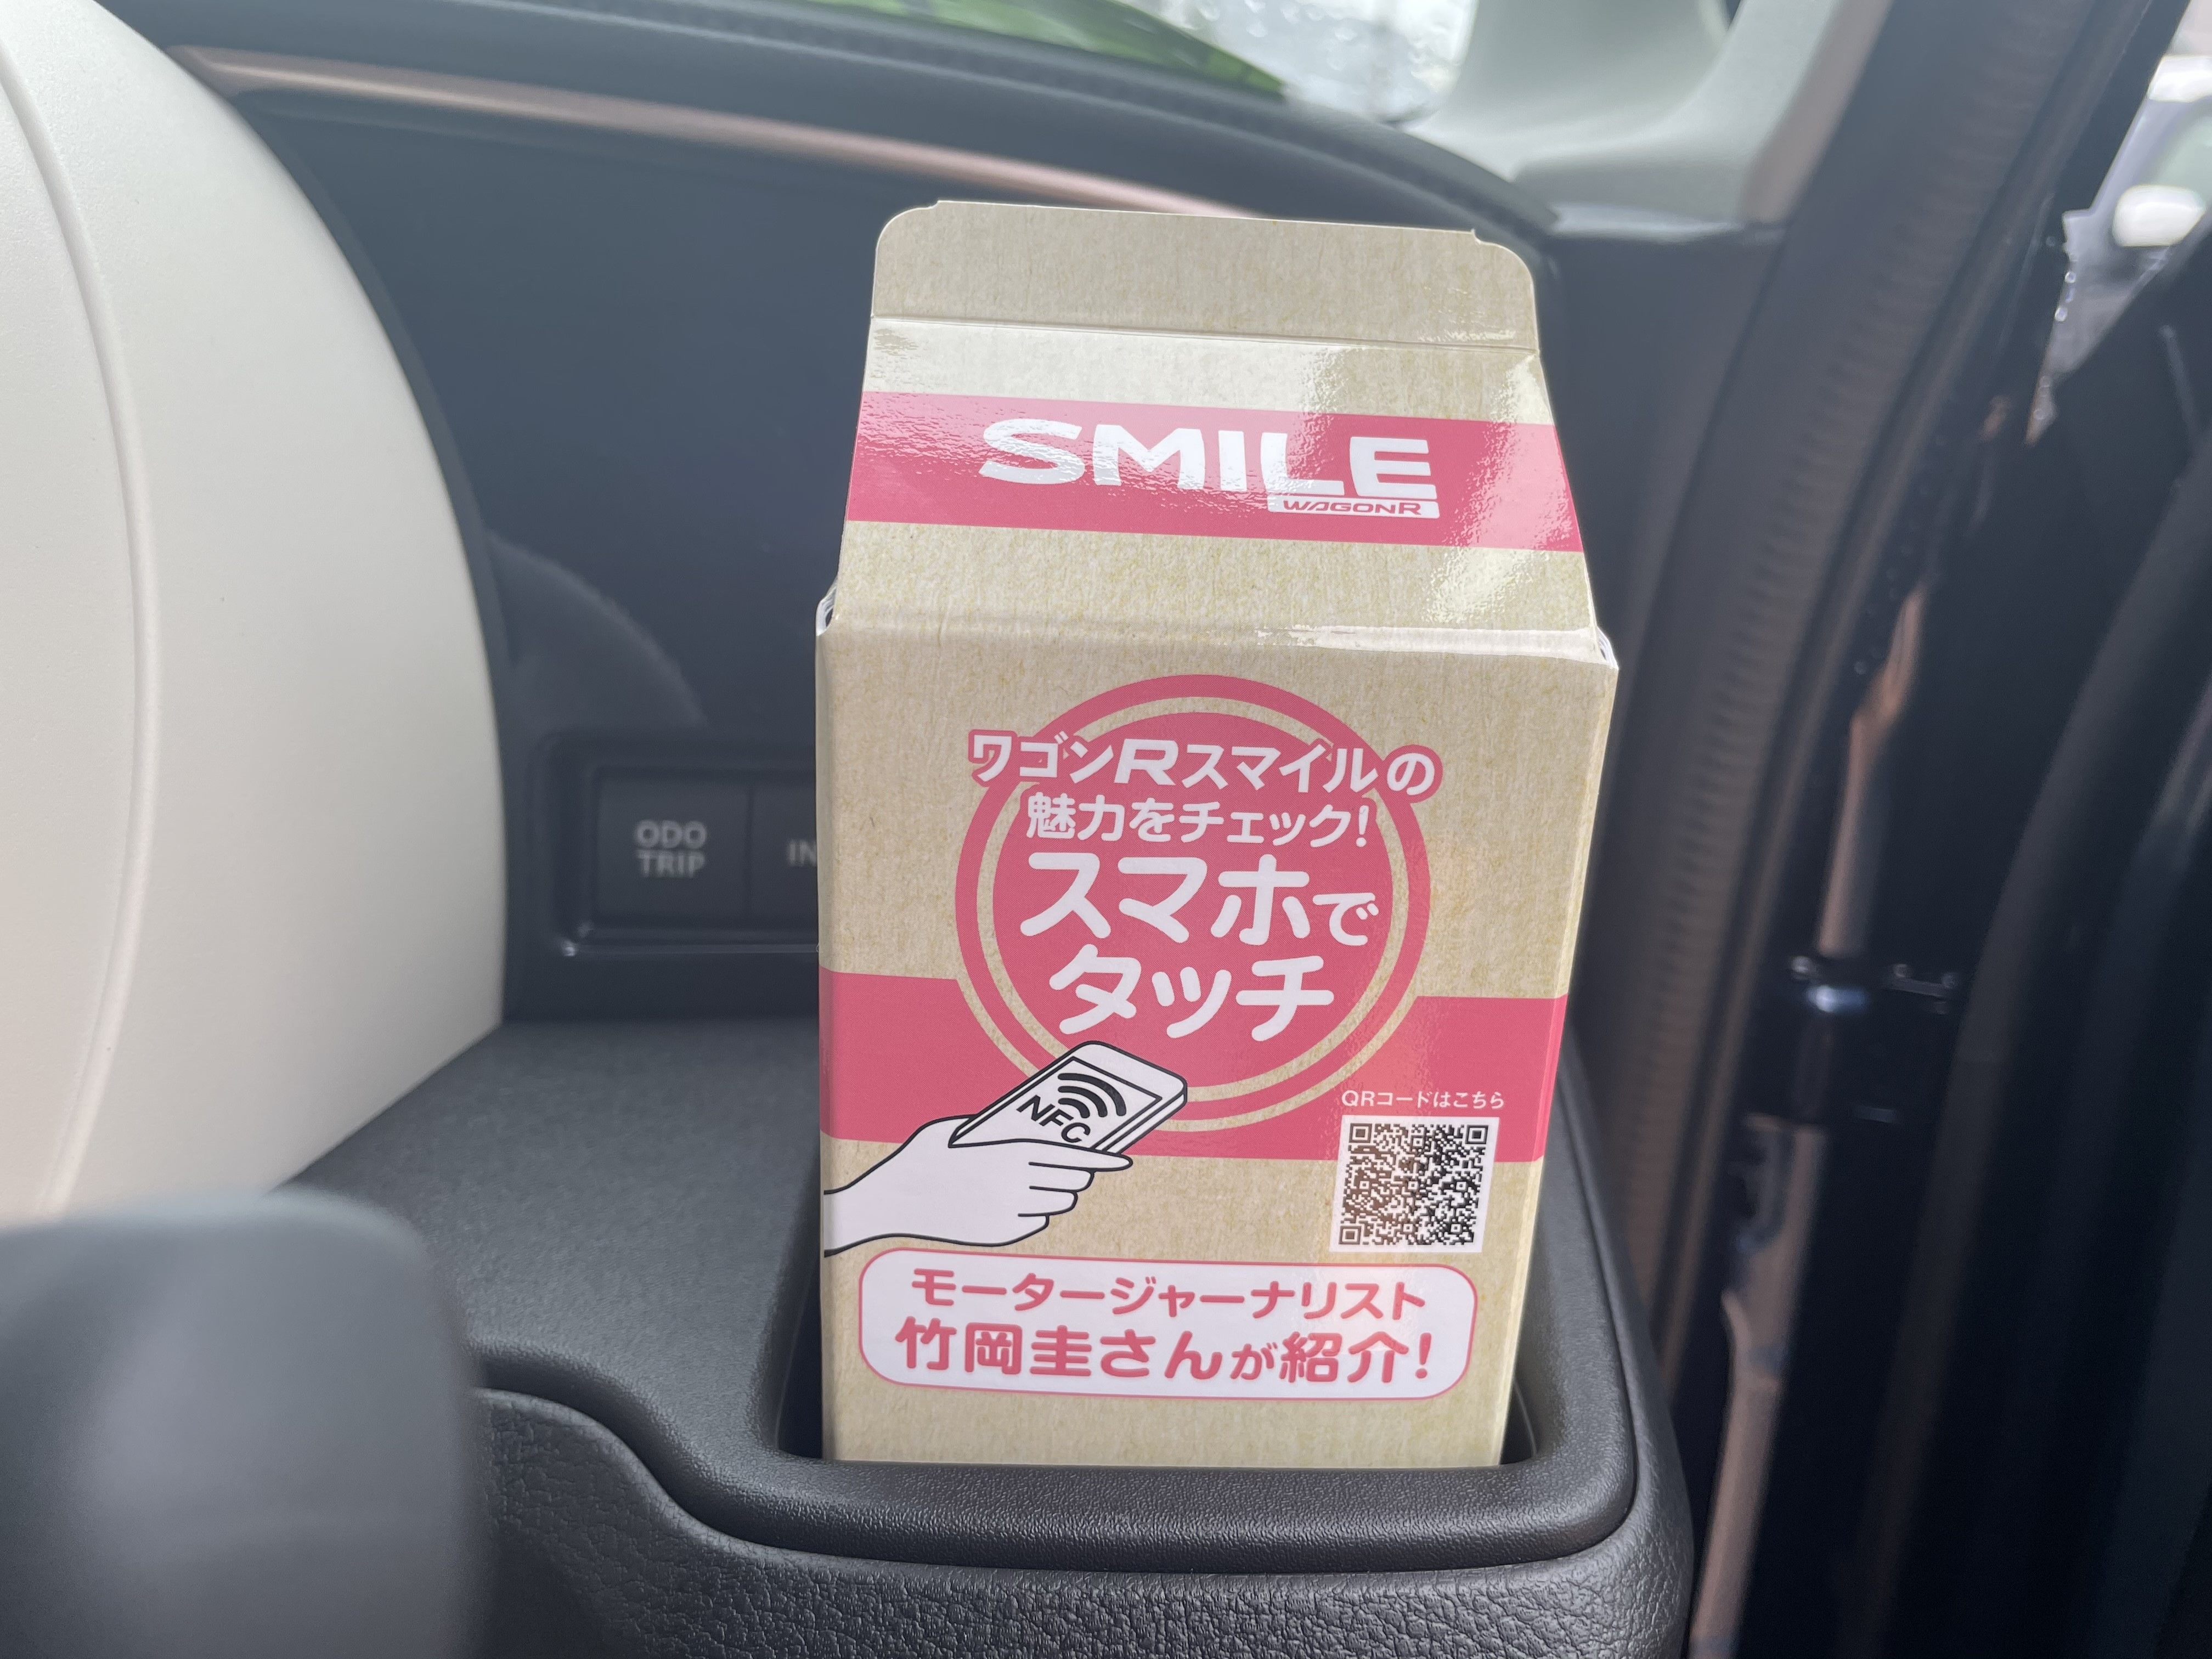 SMILE
WAGONR
ワゴンRスマイルの
魅力をチェック!
スマホで
タッチ
NFC
QRコードはこちら
モータージャーナリスト
竹岡圭さんが紹介!
ODO
TRIP